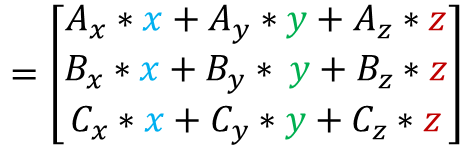 A_x * x + A_y * y + A_z * z
= B_x * x + B_y * y + B_z * z
C_x * x + C_y * y + C_z * z